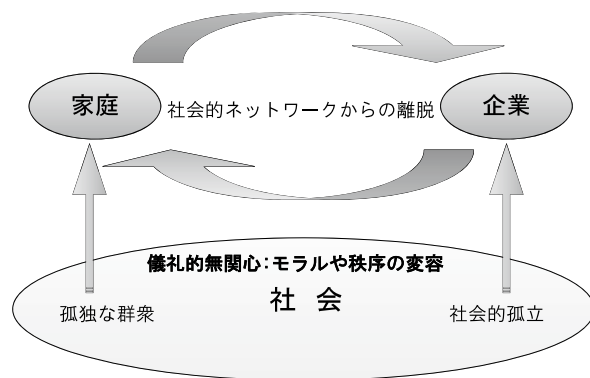 家庭
社会的ネットワークからの離脱
企業
儀礼的無関心：モラルや秩序の変容
社 会
孤独な群衆
社会的孤立